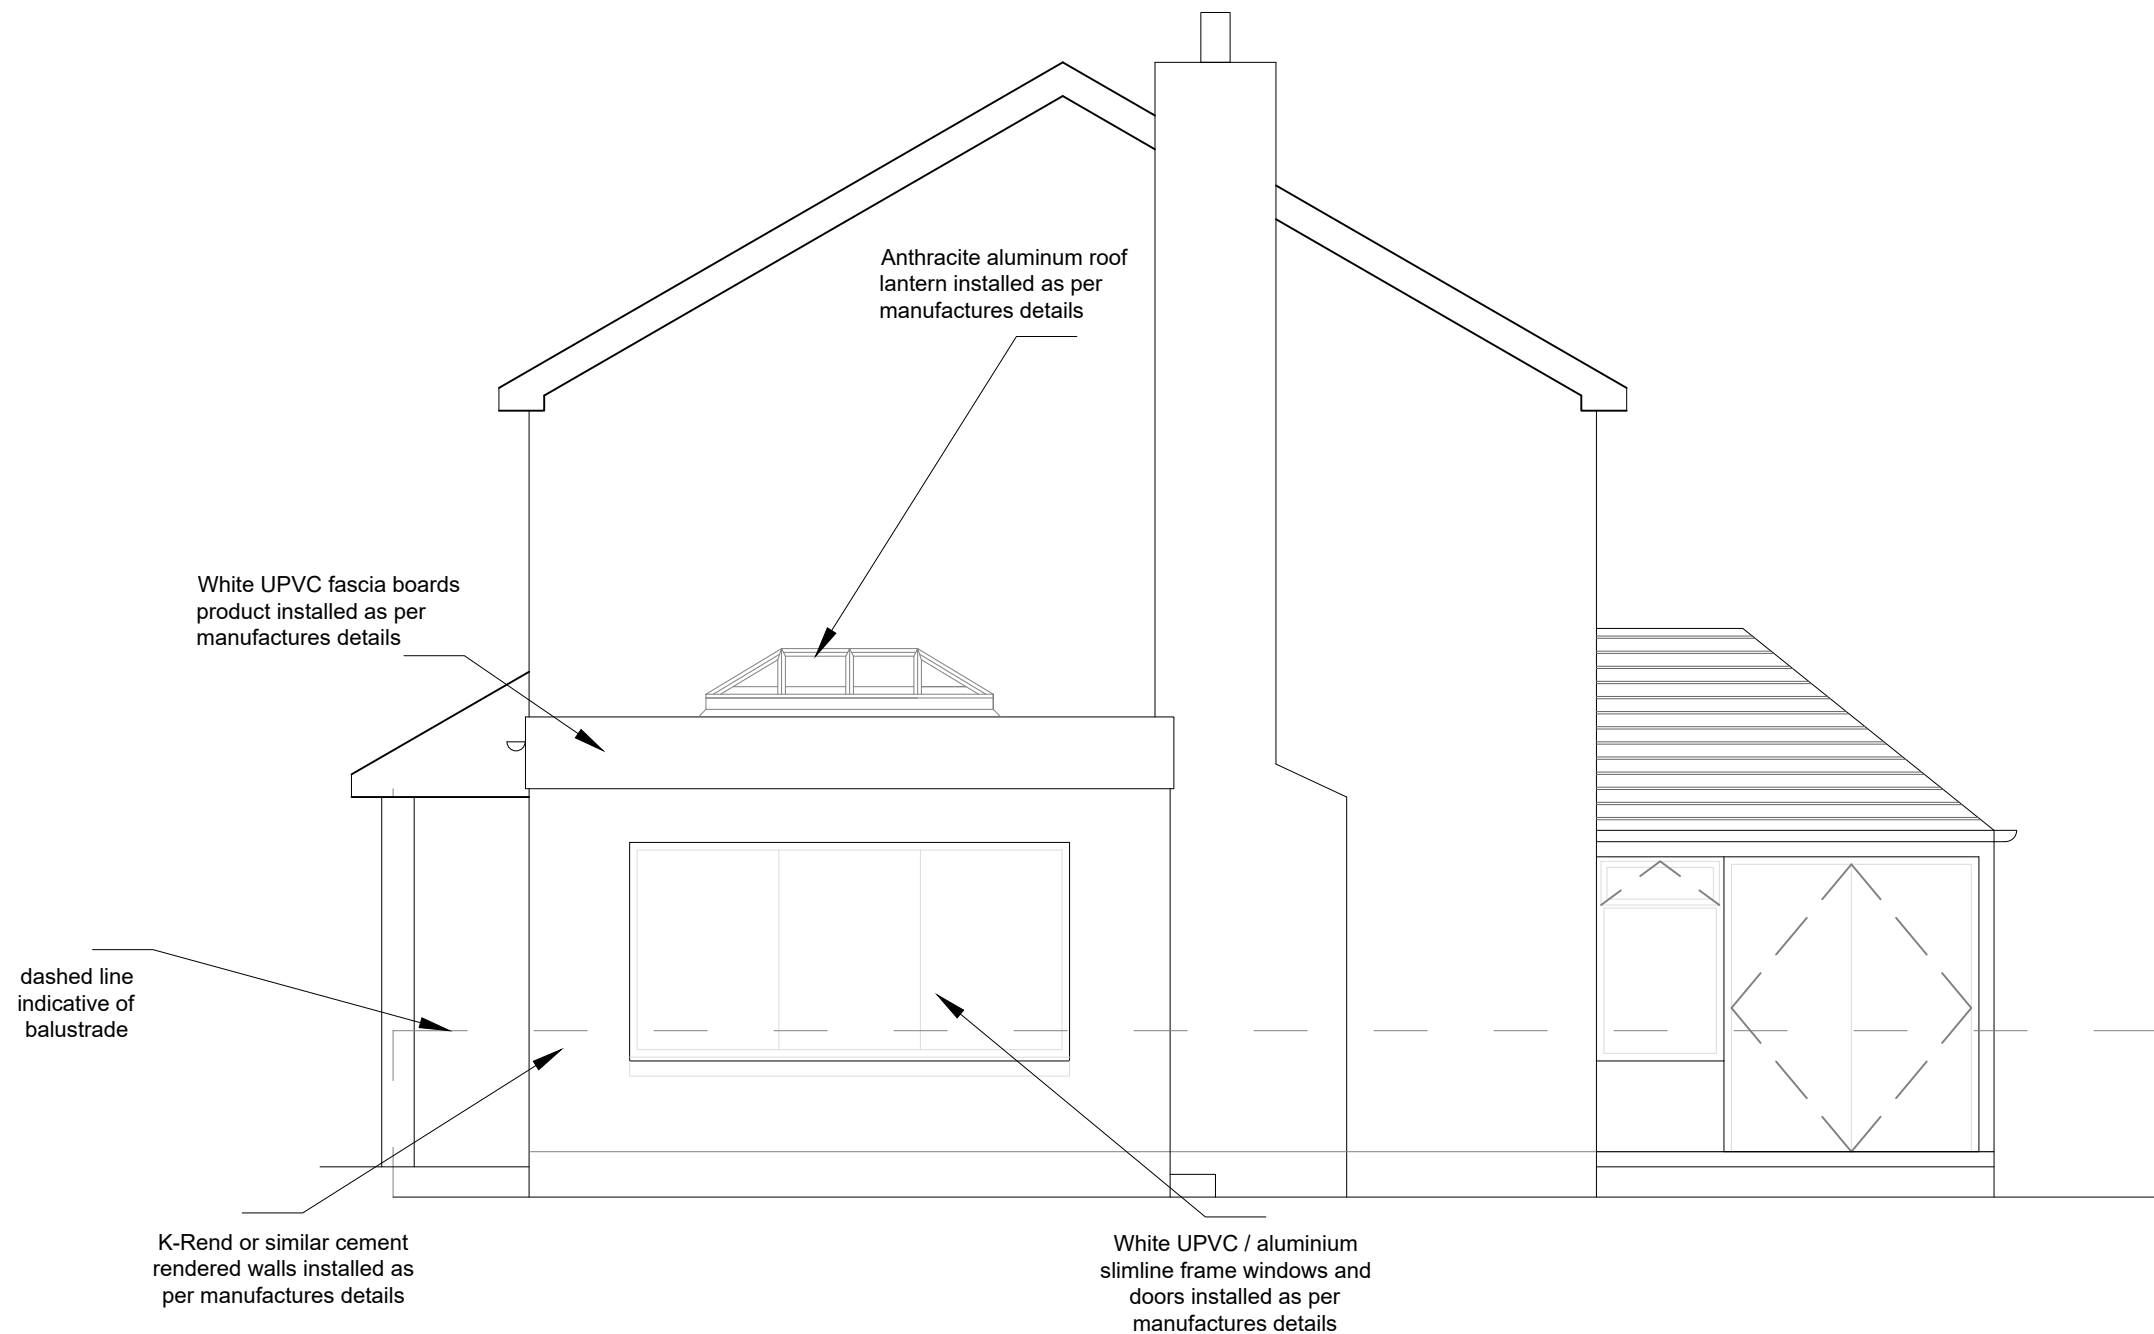 Anthracite aluminum roof
lantern installed as per
manufactures details
White UPVC fascia boards
product installed as per
manufactures details
dashed line
indicative of
balustrade
K-Rend or similar cement
rendered walls installed as
per manufactures details
White UPVC / aluminium
slimline frame windows and
doors installed as per
manufactures details